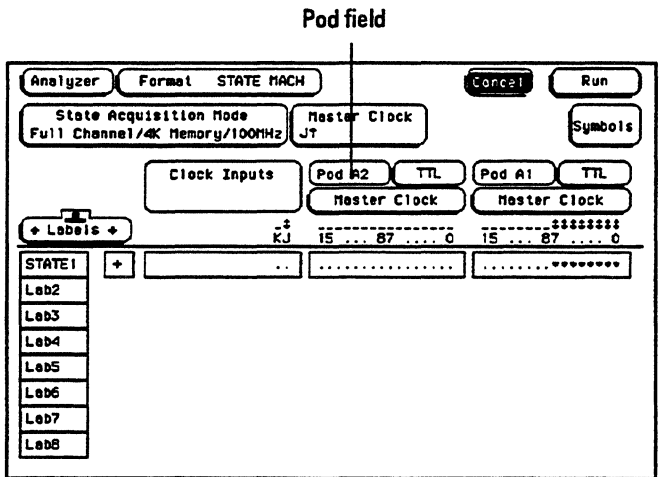 Pod field
Analyzer Format STATE MACH Cancel Run
State Acquisition Mode
Full Channel/4K Memory/100MHz
Master Clock
J↑
Symbols
Clock Inputs
Pod A2 TTL Pod A1 TTL
Master Clock Master Clock
Labels
KJ 15 ... 87 .... 0 15 ... 87 .... 0
STATE1 +
Lab2
Lab3
Lab4
Lab5
Lab6
Lab7
Lab8